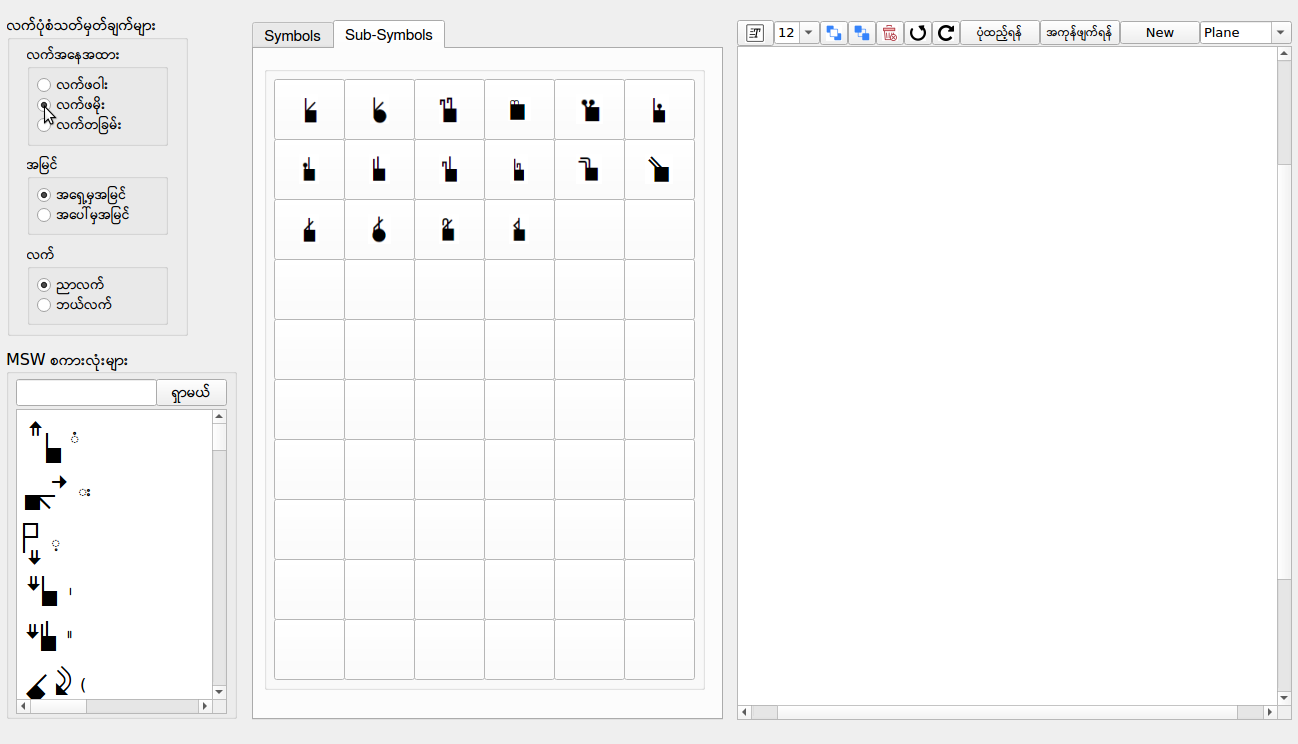 လက်ပုံစံသတ်မှတ်ချက်များ
လက်အနေအထား
လက်ဖဝါး
လက်ဖမိုး
လက်တခြမ်း
အမြင်
အရှေ့မှအမြင်
အပေါ်မှအမြင်
လက်
ညာလက်
ဘယ်လက်
MSW စကားလုံးများ
ရှာမယ်
ံ
း
့
၊
။
(
Symbols
Sub-Symbols
T 12 ပုံထည့်ရန် အကုန်ဖျက်ရန် New Plane